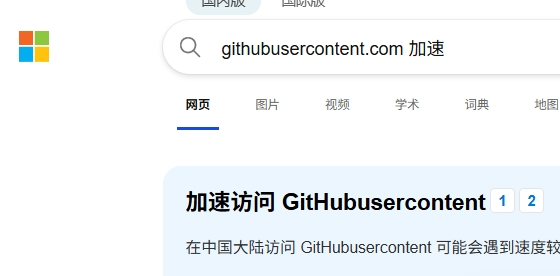 国内版 国际版
githubusercontent.com 加速
网页 图片 视频 学术 词典 地图
加速访问 GitHubusercontent 1 2
在中国大陆访问 GitHubusercontent 可能会遇到速度较